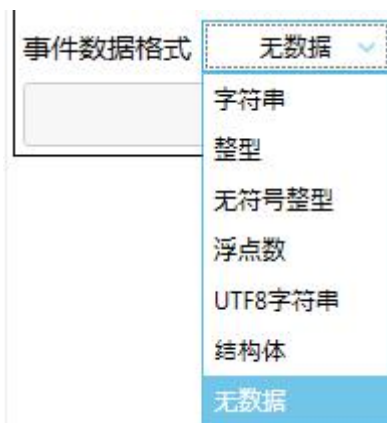 事件数据格式 无数据
字符串
整型
无符号整型
浮点数
UTF8字符串
结构体
无数据